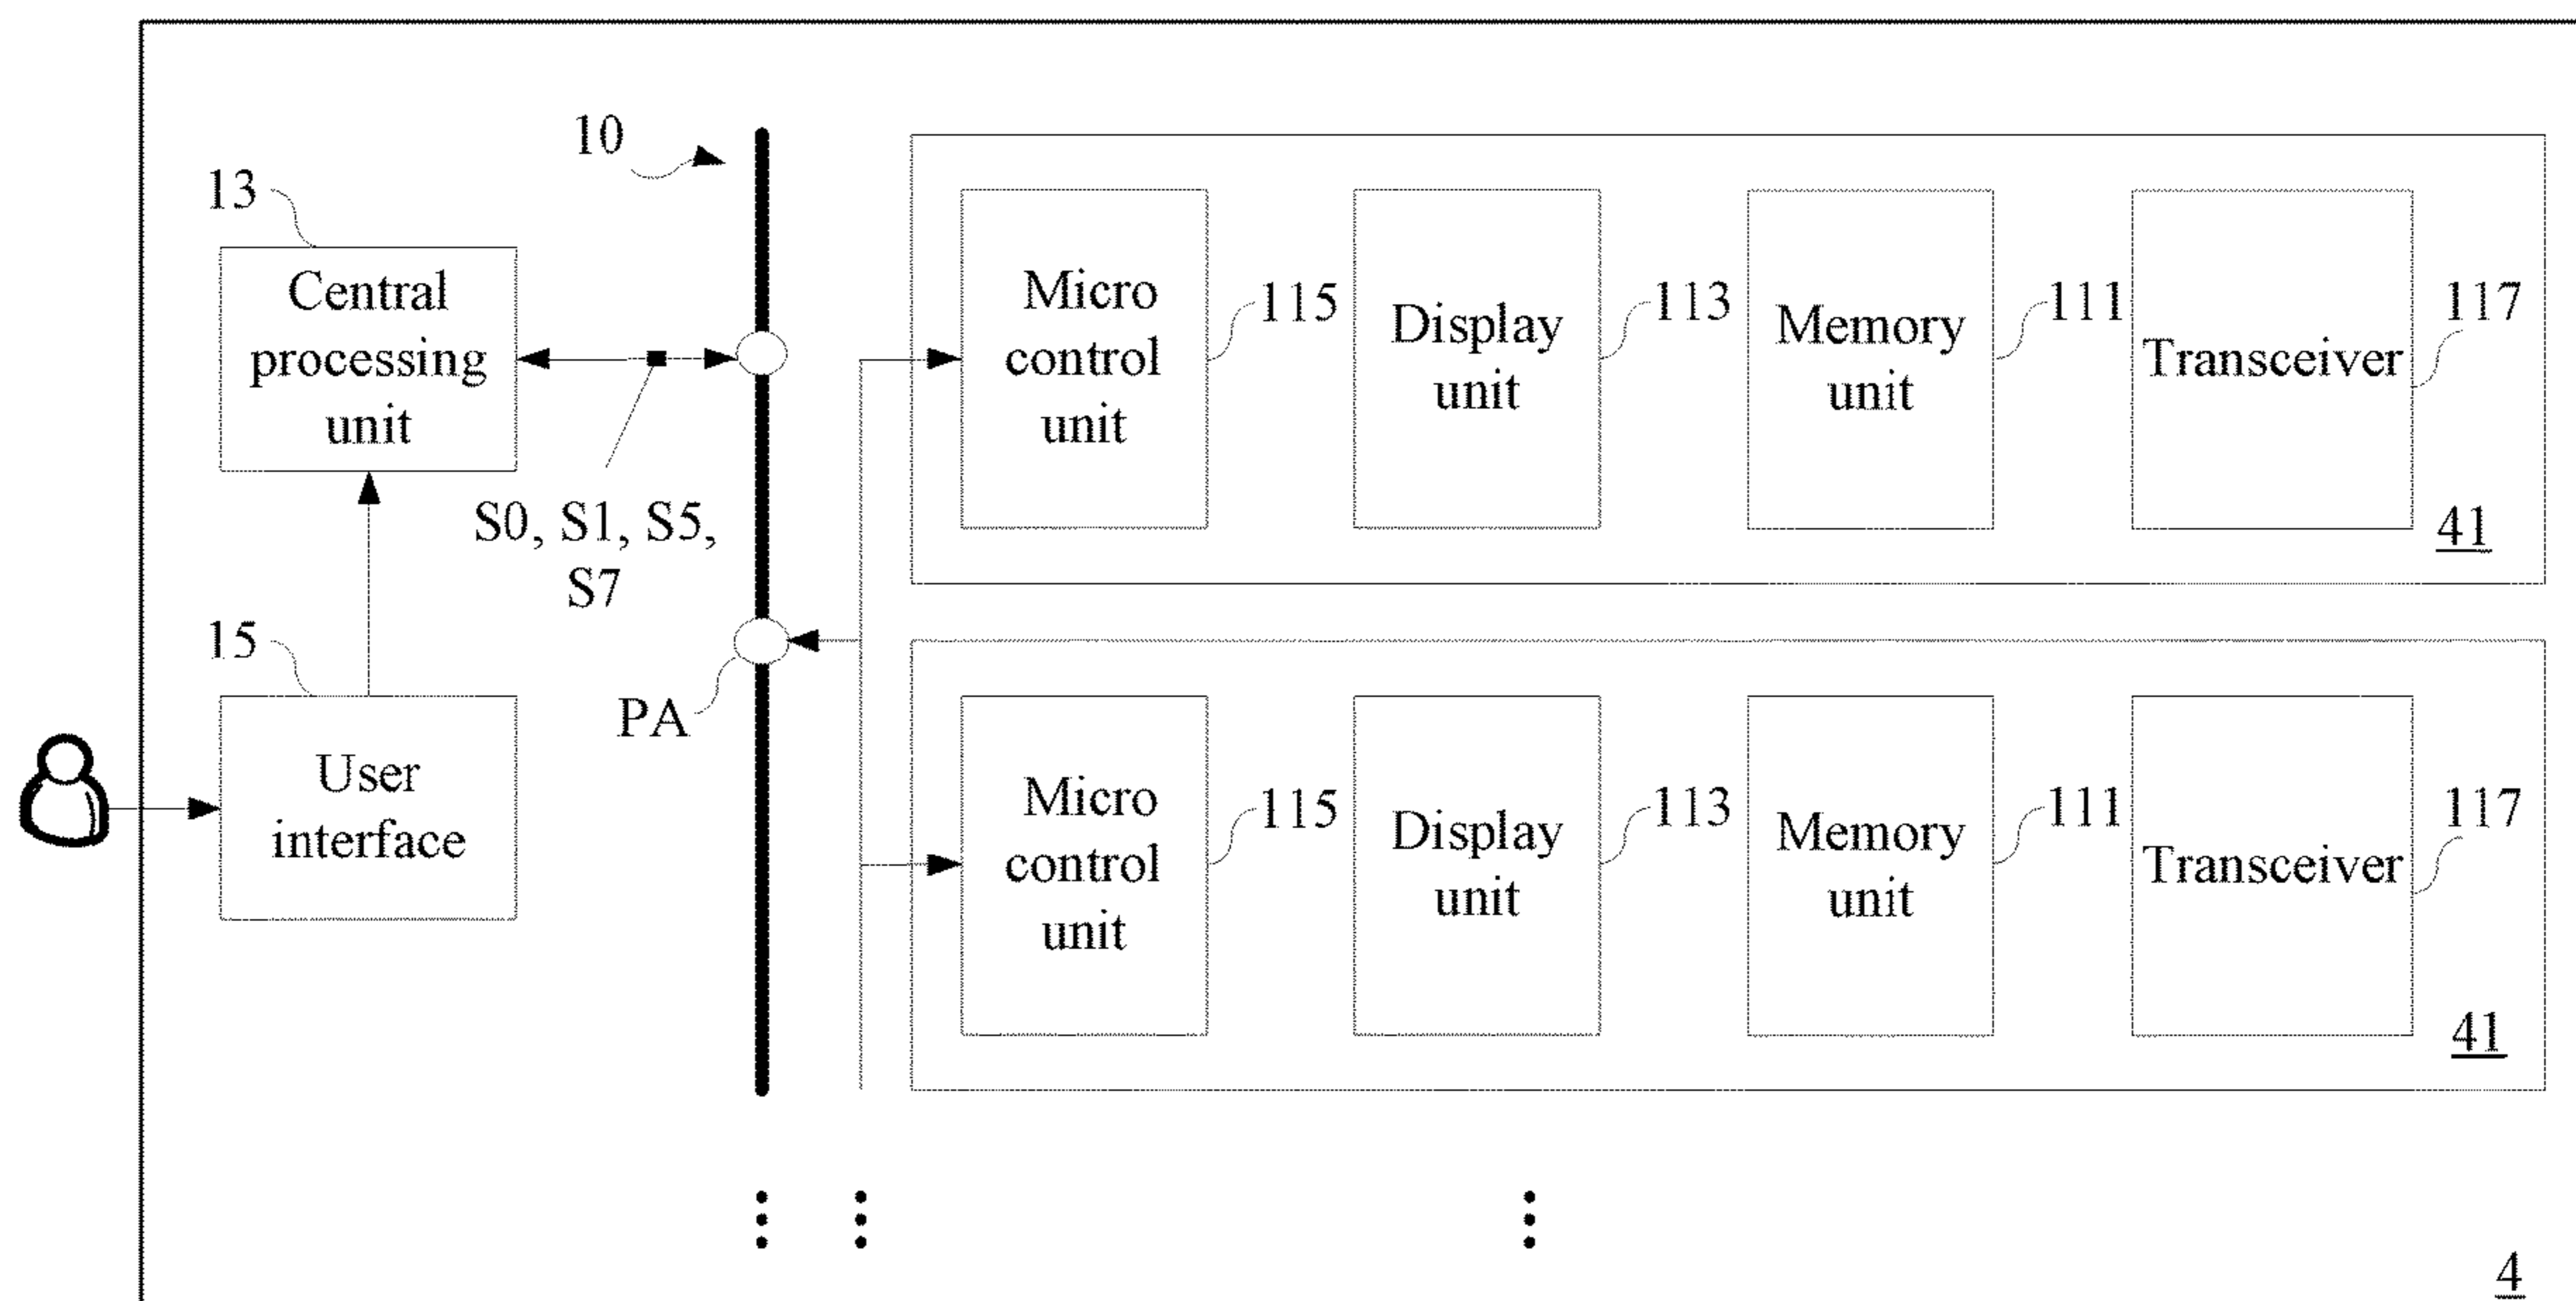 10
13
Central
processing
unit
S0, S1, S5,
S7
15
User
interface
PA
Micro
control
unit
115
Display
unit
113
Memory
unit
111
Transceiver
117
41
Micro
control
unit
115
Display
unit
113
Memory
unit
111
Transceiver
117
41
4